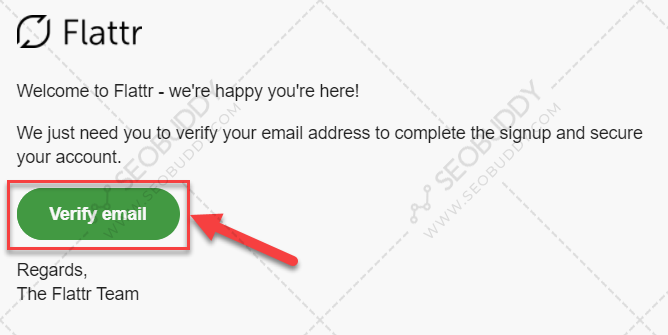 Flattr
Welcome to Flattr - we're happy you're here!
We just need you to verify your email address to complete the signup and secure
your account.
Verify email
Regards,
The Flattr Team
SEOBUDDY
WWW.SEOBUDDY.COM
SEOBUDDY
WWW.SEOBUDDY.COM